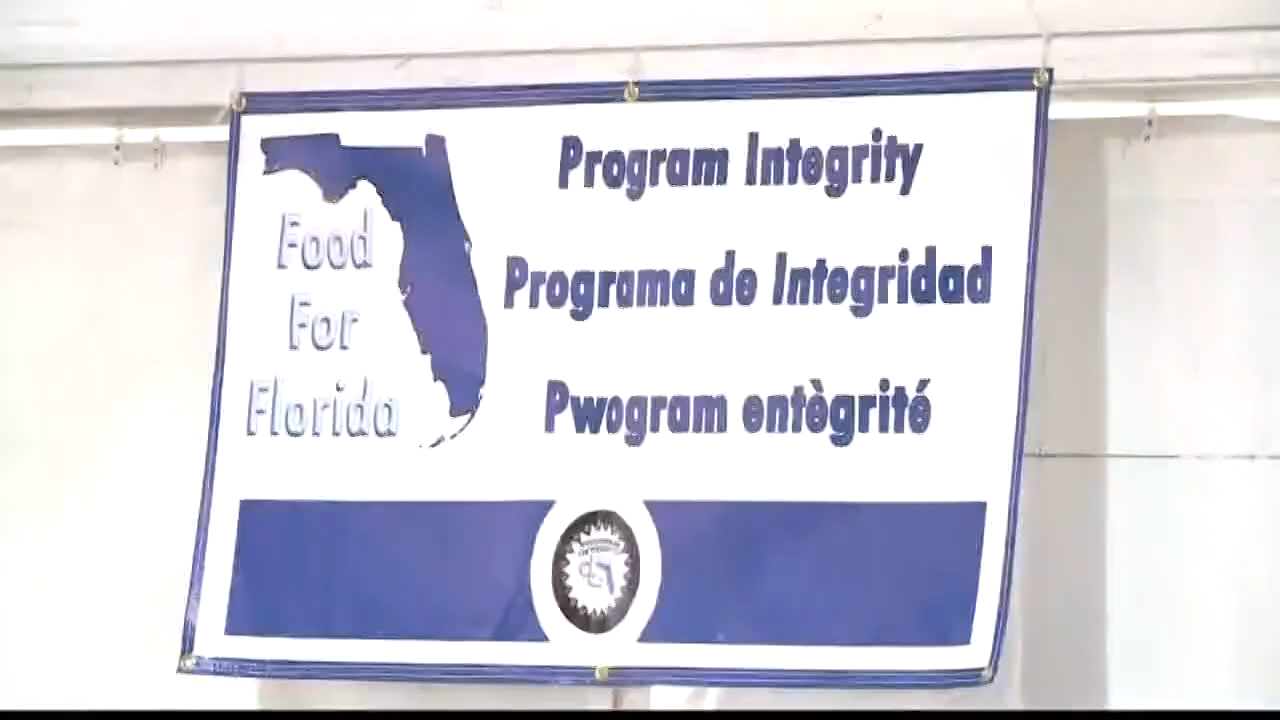 Food
For
Florida
Program Integrity
Programa de Integridad
Pwogram entègrité